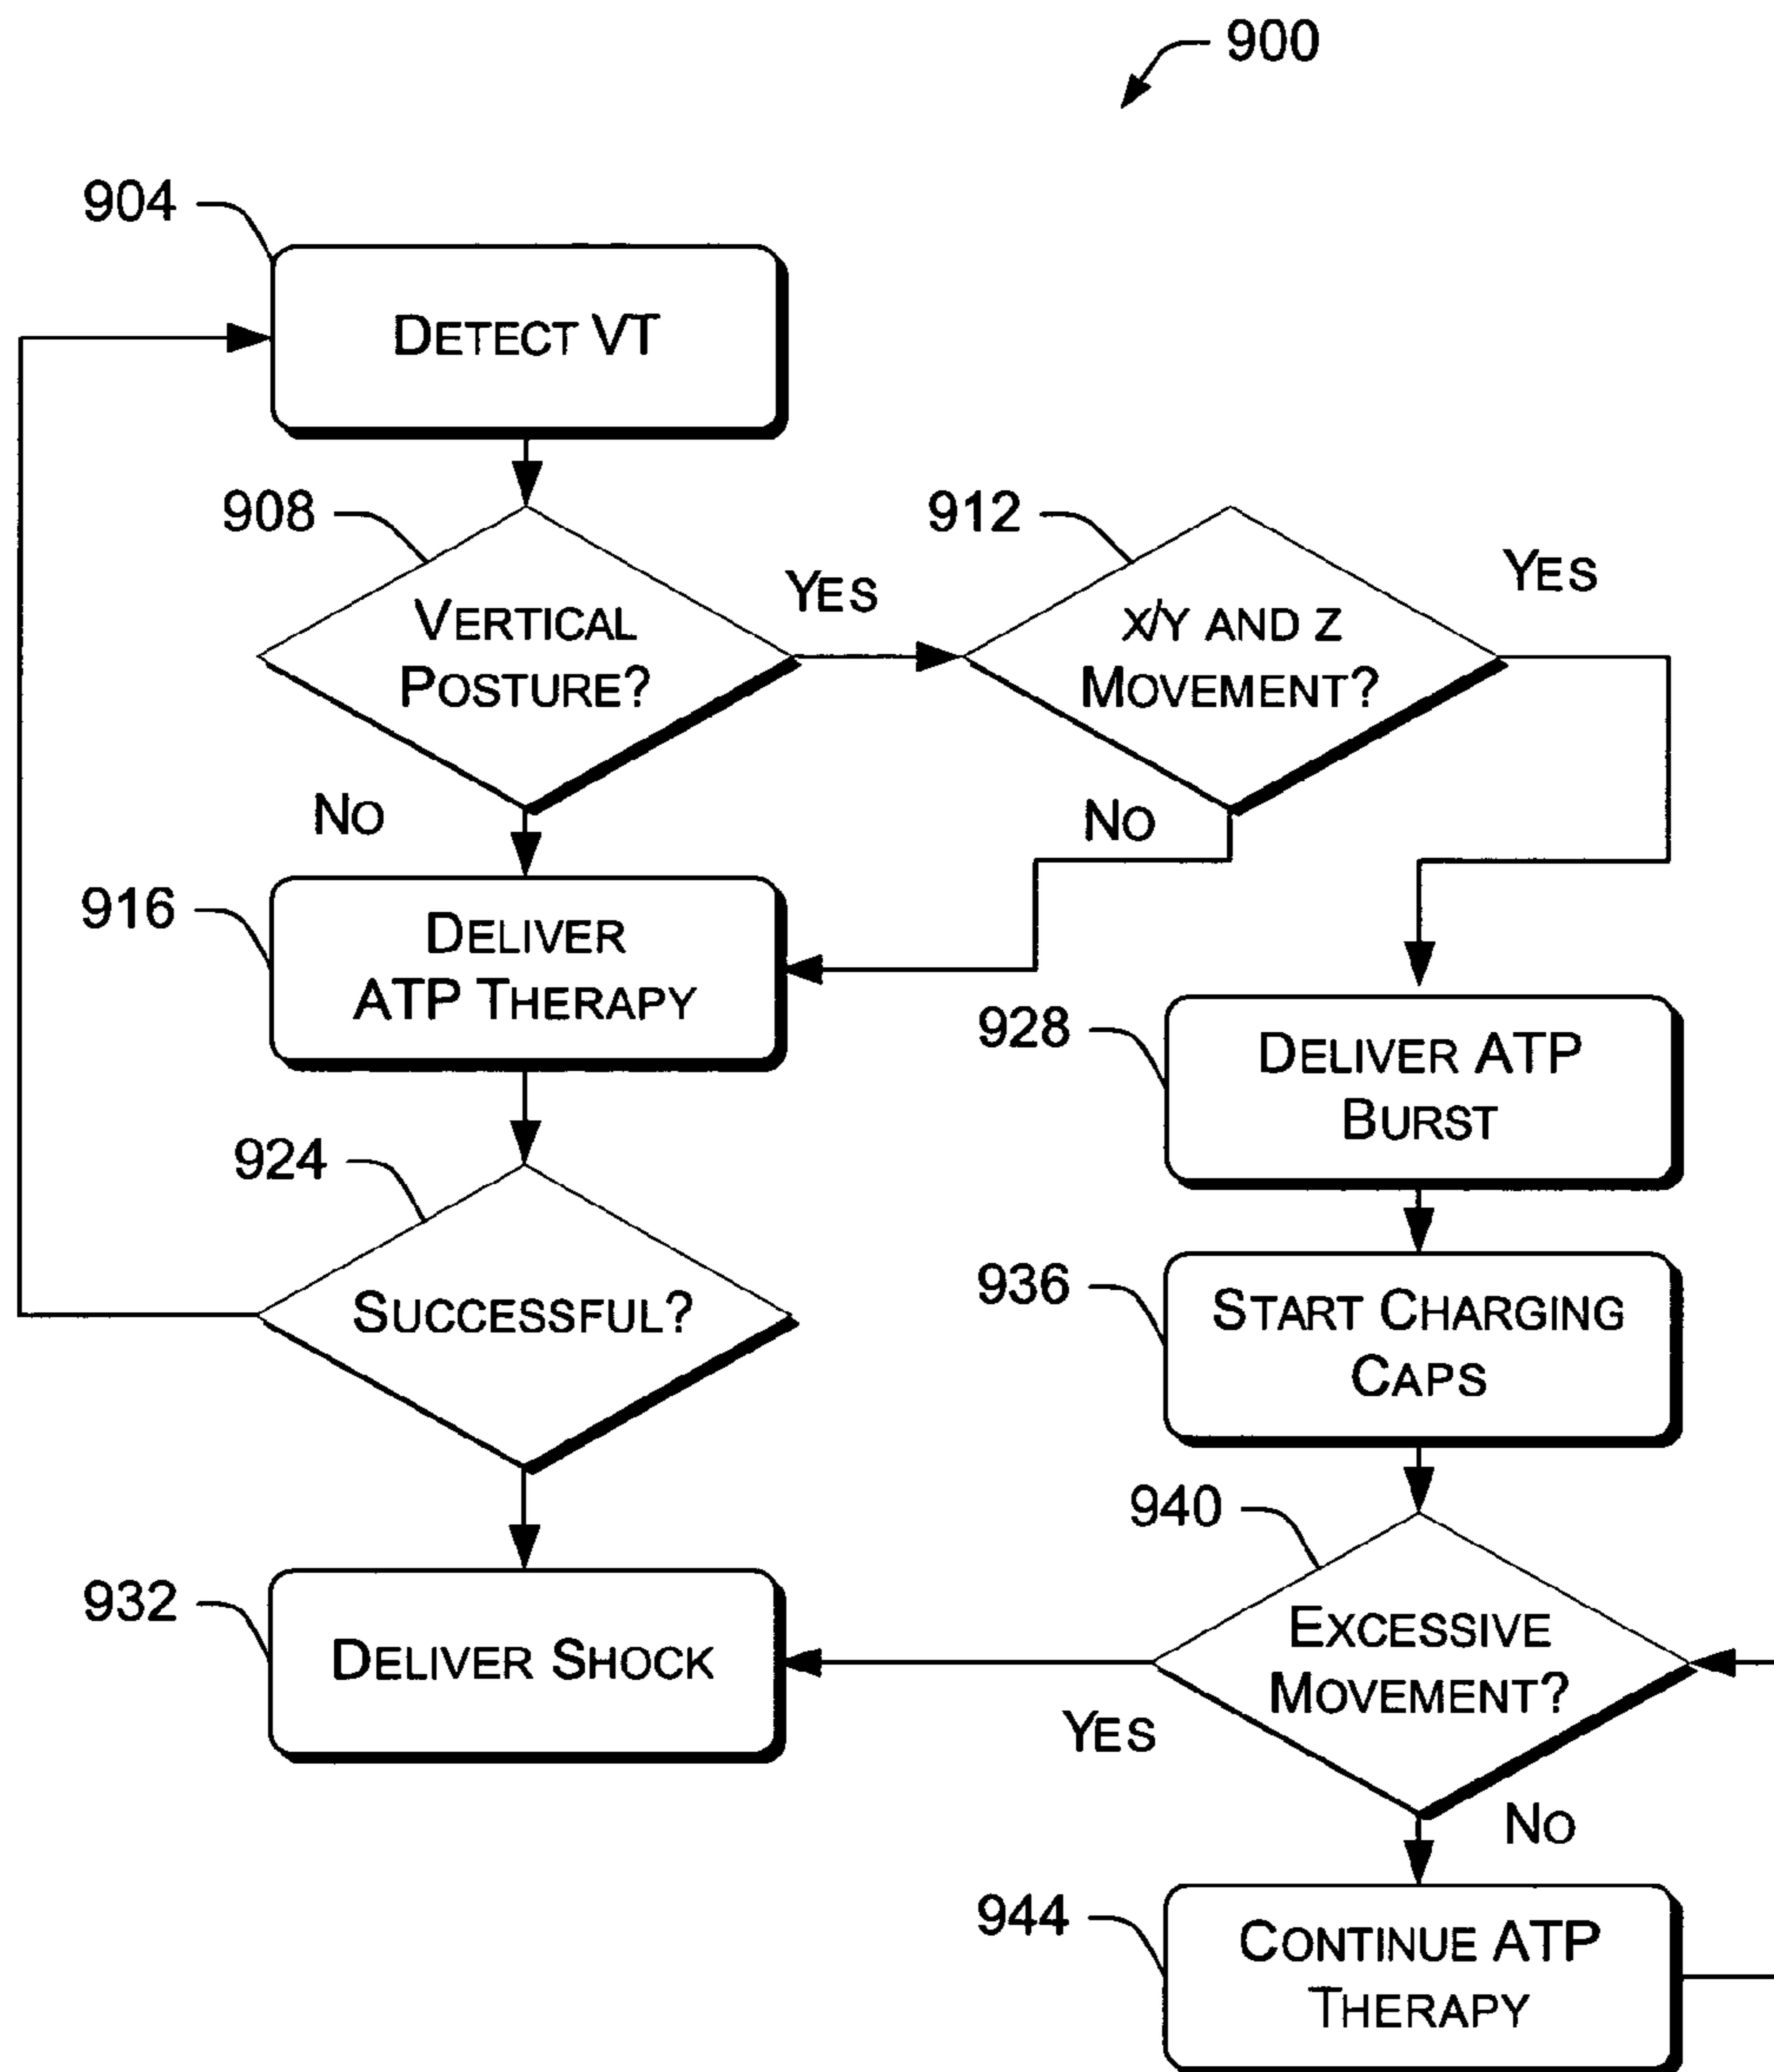 900
904
DETECT VT
908
VERTICAL
POSTURE?
YES
912
X/Y AND Z
MOVEMENT?
YES
NO
NO
916
DELIVER
ATP THERAPY
928
DELIVER ATP
BURST
924
SUCCESSFUL?
936
START CHARGING
CAPS
932
DELIVER SHOCK
940
EXCESSIVE
MOVEMENT?
YES
NO
944
CONTINUE ATP
THERAPY